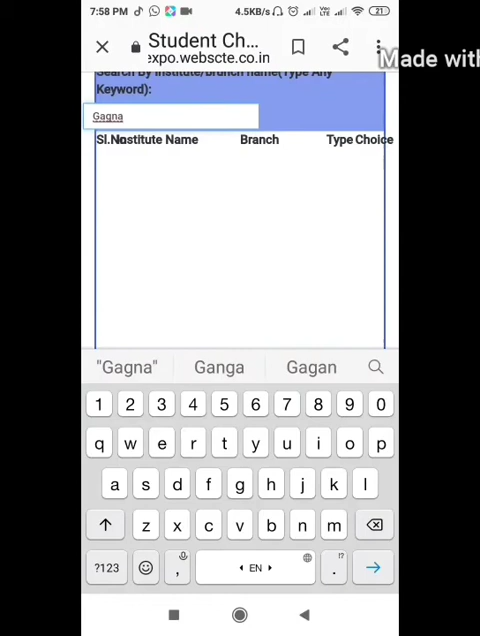 7:58 PM 4.5KB/s Vo) LTE 21
Student Ch...
expo.webscte.co.in
Made with
Search By Institute/Branch name(Type Any
Keyword):
Gagna
Sl.No Institute Name Branch Type Choice
"Gagna" Ganga Gagan
1 2 3 4 5 6 7 8 9 0
q w e r t y u i o p
a s d f g h j k l
z x c v b n m
?123 , EN . !?